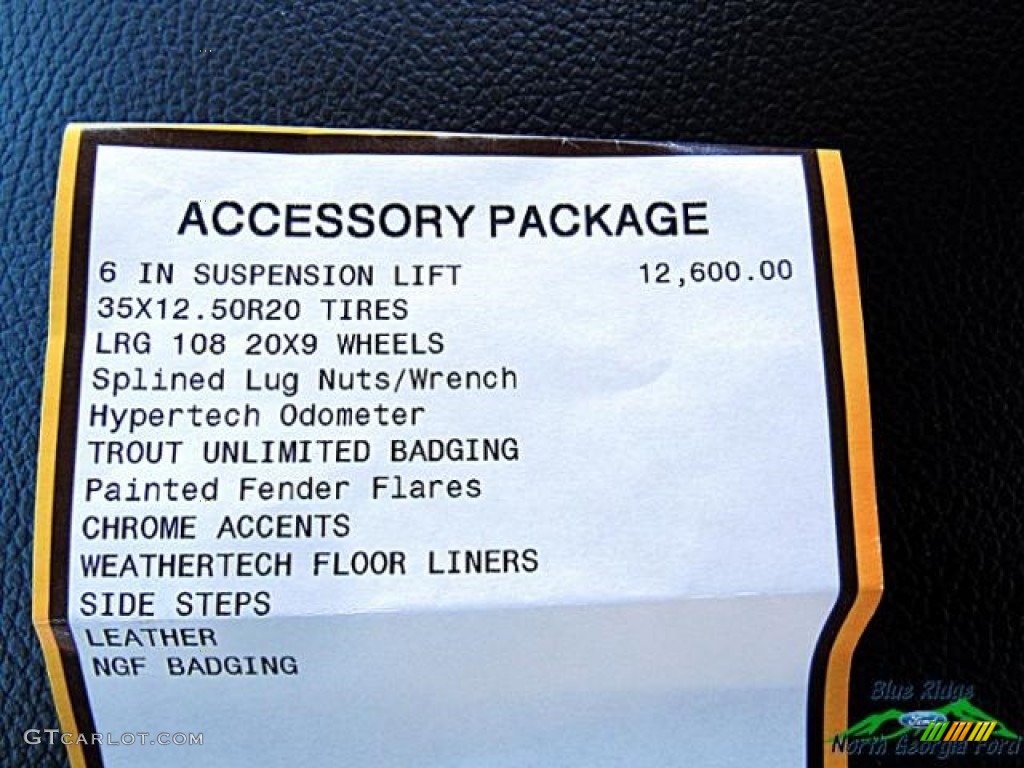 ACCESSORY PACKAGE
6 IN SUSPENSION LIFT 12,600.00
35X12.50R20 TIRES
LRG 108 20X9 WHEELS
Splined Lug Nuts/Wrench
Hypertech Odometer
TROUT UNLIMITED BADGING
Painted Fender Flares
CHROME ACCENTS
WEATHERTECH FLOOR LINERS
SIDE STEPS
LEATHER
NGF BADGING
Blue Ridge
Ford
North Georgia Ford
GTCARLOT.COM